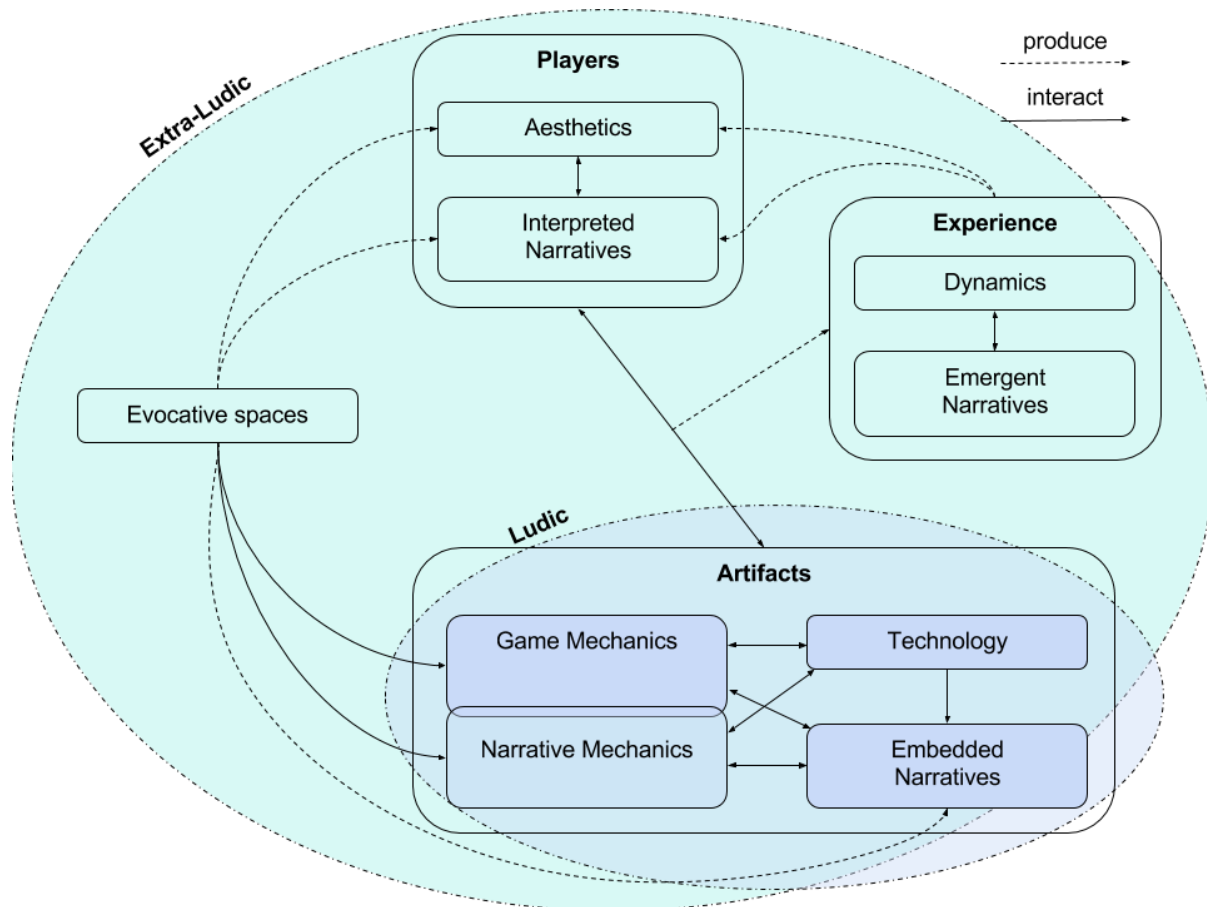 produce
interact
Extra-Ludic
Players
Aesthetics
Interpreted
Narratives
Experience
Dynamics
Emergent
Narratives
Evocative spaces
Ludic
Artifacts
Game Mechanics
Technology
Narrative Mechanics
Embedded
Narratives